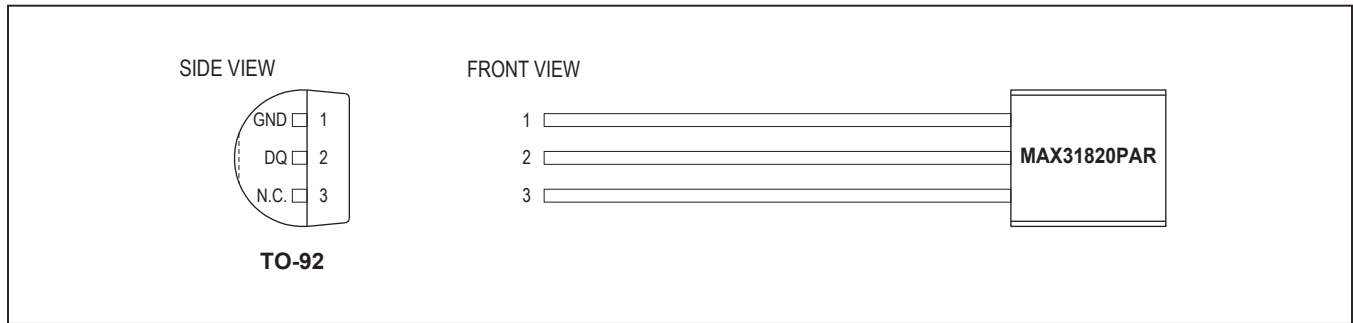 SIDE VIEW
GND 1
DQ 2
N.C. 3
TO-92
FRONT VIEW
1
2
3
MAX31820PAR